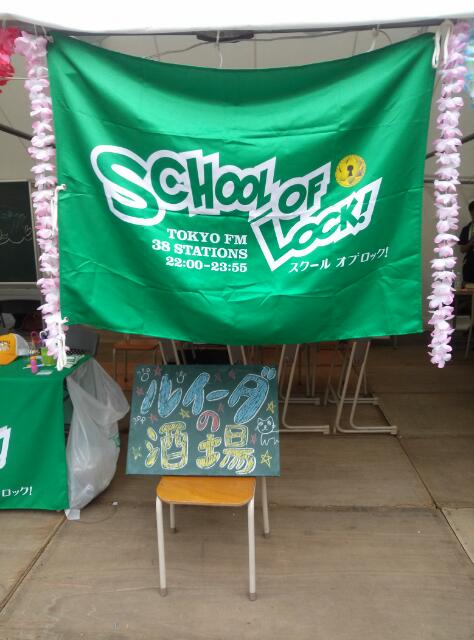 SCHOOL OF
LOCK!
TOKYO FM
38 STATIONS
22:00-23:55
スクール オブ ロック!
ルイーダ
の
酒場
ロック!